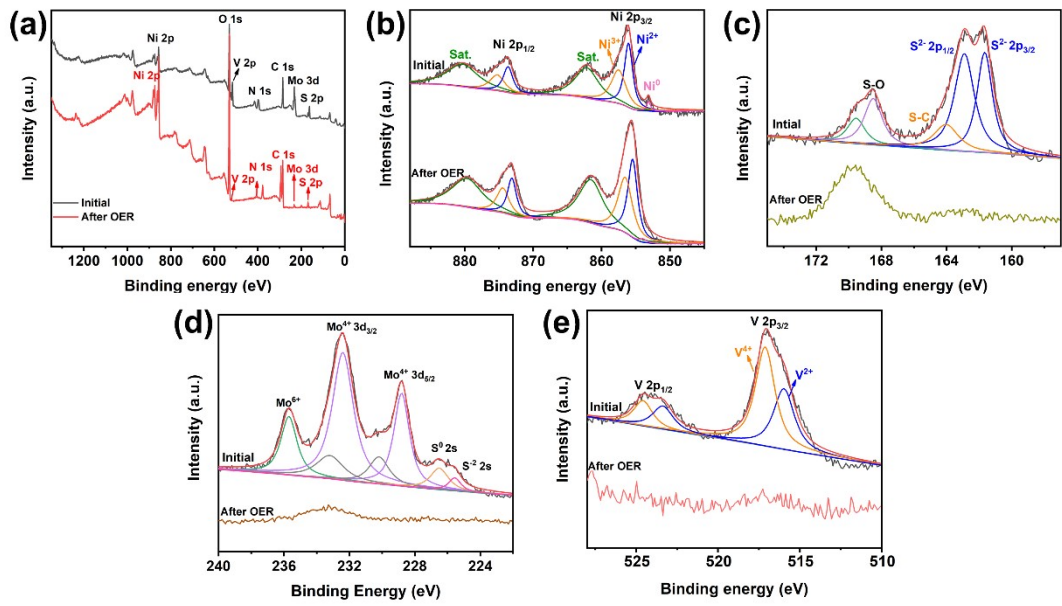 (a)
O 1s
Ni 2p
V 2p
Ni 2p
C 1s
Mo 3d
N 1s
S 2p
C 1s
N 1s
Mo 3d
V 2p
S 2p
Initial
After OER
Intensity (a.u.)
1200 1000 800 600 400 200 0
Binding energy (eV)
(b)
Ni 2p3/2
Ni 2p1/2
Sat.
Sat.
Ni3+
Ni2+
Initial
Ni0
After OER
Intensity (a.u.)
880 870 860 850
Binding energy (eV)
(c)
S2- 2p1/2
S2- 2p3/2
S-O
S-C
Intial
After OER
Intensity (a.u.)
172 168 164 160
Binding energy (eV)
(d)
Mo4+ 3d3/2
Mo4+ 3d5/2
Mo6+
S0 2s
S-2 2s
Initial
After OER
Intensity (a.u.)
240 236 232 228 224
Binding Energy (eV)
(e)
V 2p3/2
V4+
V2+
V 2p1/2
Initial
After OER
Intensity (a.u.)
525 520 515 510
Binding energy (eV)